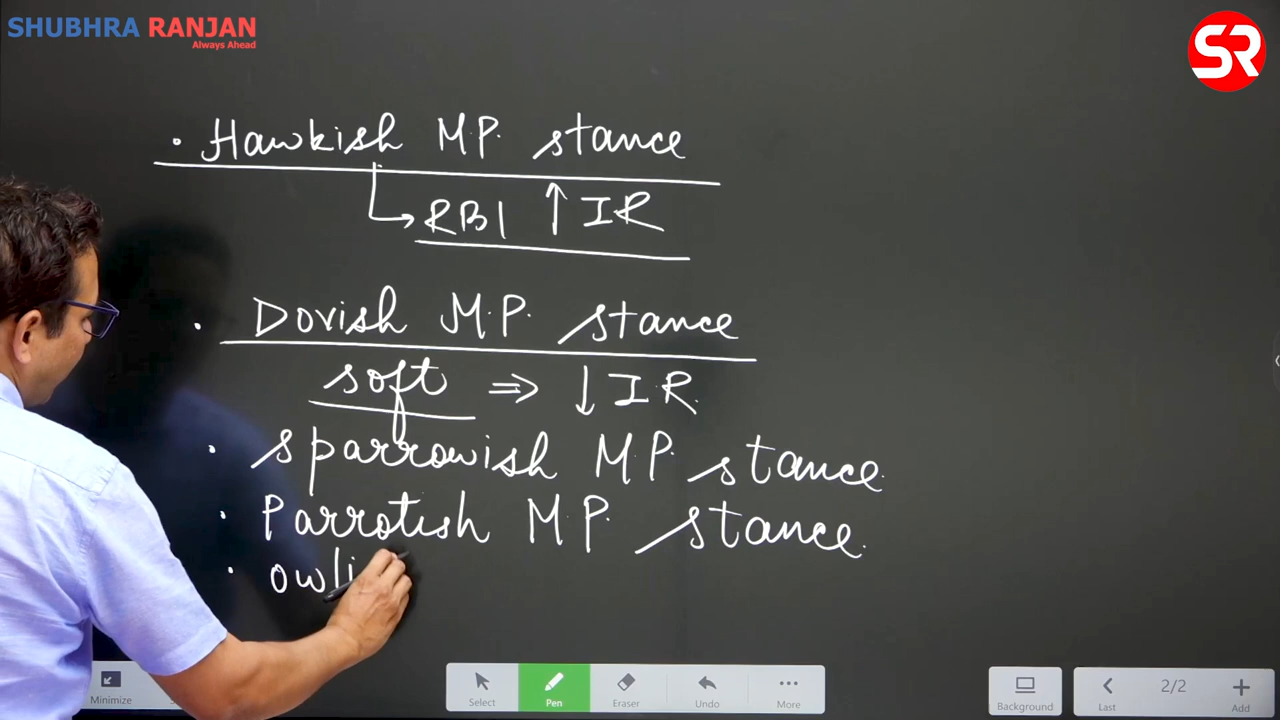 SHUBHRA RANJAN
Always Ahead
SR
. Hawkish M.P. stance
RBI ↑ IR
. Dovish M.P. stance
soft ⇒ ↓ I.R.
. Sparrowish M.P. stance.
. Parrotish M.P. stance.
. owli
Minimize
Select
Pen
Eraser
Undo
More
Background
Last
2/2
Add